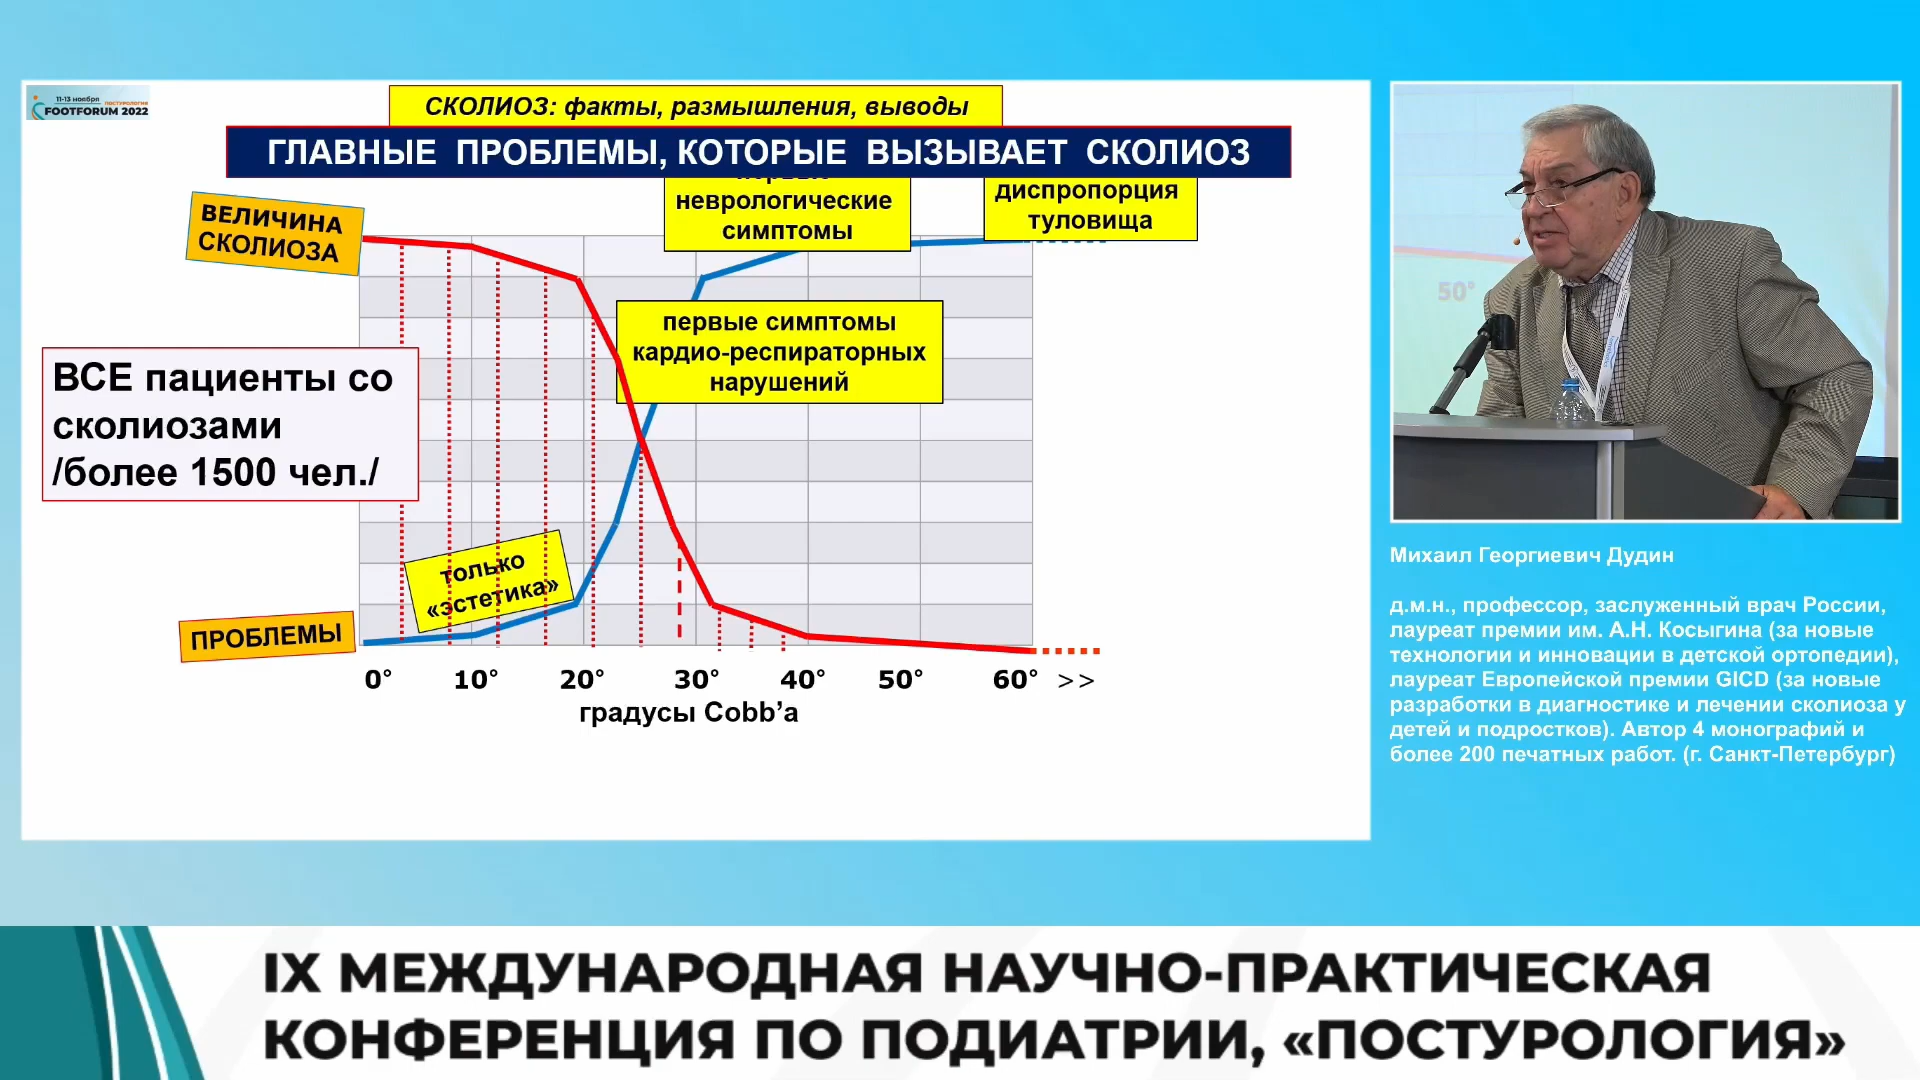 11-13 ноября
ПОСТУРОЛОГИЯ
FOOTFORUM 2022
СКОЛИОЗ: факты, размышления, выводы
ГЛАВНЫЕ ПРОБЛЕМЫ, КОТОРЫЕ ВЫЗЫВАЕТ СКОЛИОЗ
неврологические
симптомы
диспропорция
туловища
ВЕЛИЧИНА
СКОЛИОЗА
первые симптомы
кардио-респираторных
нарушений
ВСЕ пациенты со
сколиозами
/более 1500 чел./
только
«эстетика»
ПРОБЛЕМЫ
0° 10° 20° 30° 40° 50° 60° >>
градусы Cobb’a
50°
Михаил Георгиевич Дудин
д.м.н., профессор, заслуженный врач России,
лауреат премии им. А.Н. Косыгина (за новые
технологии и инновации в детской ортопедии),
лауреат Европейской премии GICD (за новые
разработки в диагностике и лечении сколиоза у
детей и подростков). Автор 4 монографий и
более 200 печатных работ. (г. Санкт-Петербург)
IX МЕЖДУНАРОДНАЯ НАУЧНО-ПРАКТИЧЕСКАЯ
КОНФЕРЕНЦИЯ ПО ПОДИАТРИИ, «ПОСТУРОЛОГИЯ»